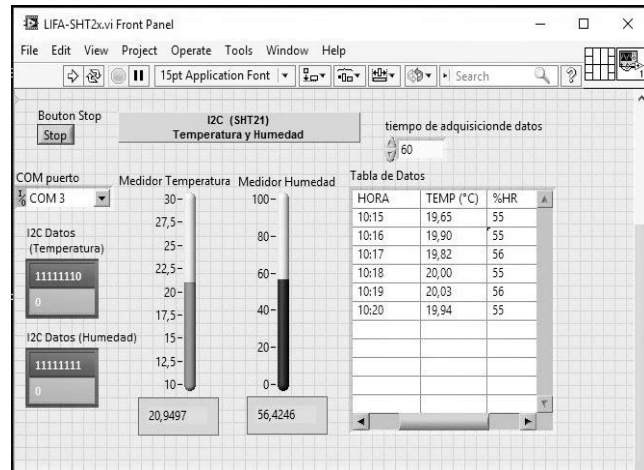 LIFA-SHT2x.vi Front Panel
File Edit View Project Operate Tools Window Help
15pt Application Font
Search
Bouton Stop
Stop
I2C (SHT21)
Temperatura y Humedad
tiempo de adquisicionde datos
60
COM puerto
COM 3
Medidor Temperatura
Medidor Humedad
Tabla de Datos
I2C Datos
(Temperatura)
11111110
0
I2C Datos (Humedad)
11111111
0
30
27,5
25
22,5
20
17,5
15
12,5
10
20,9497
100
80
60
40
20
0
56,4246
HORA TEMP (°C) %HR
10:15 19,65 55
10:16 19,90 55
10:17 19,82 56
10:18 20,00 55
10:19 20,03 56
10:20 19,94 55